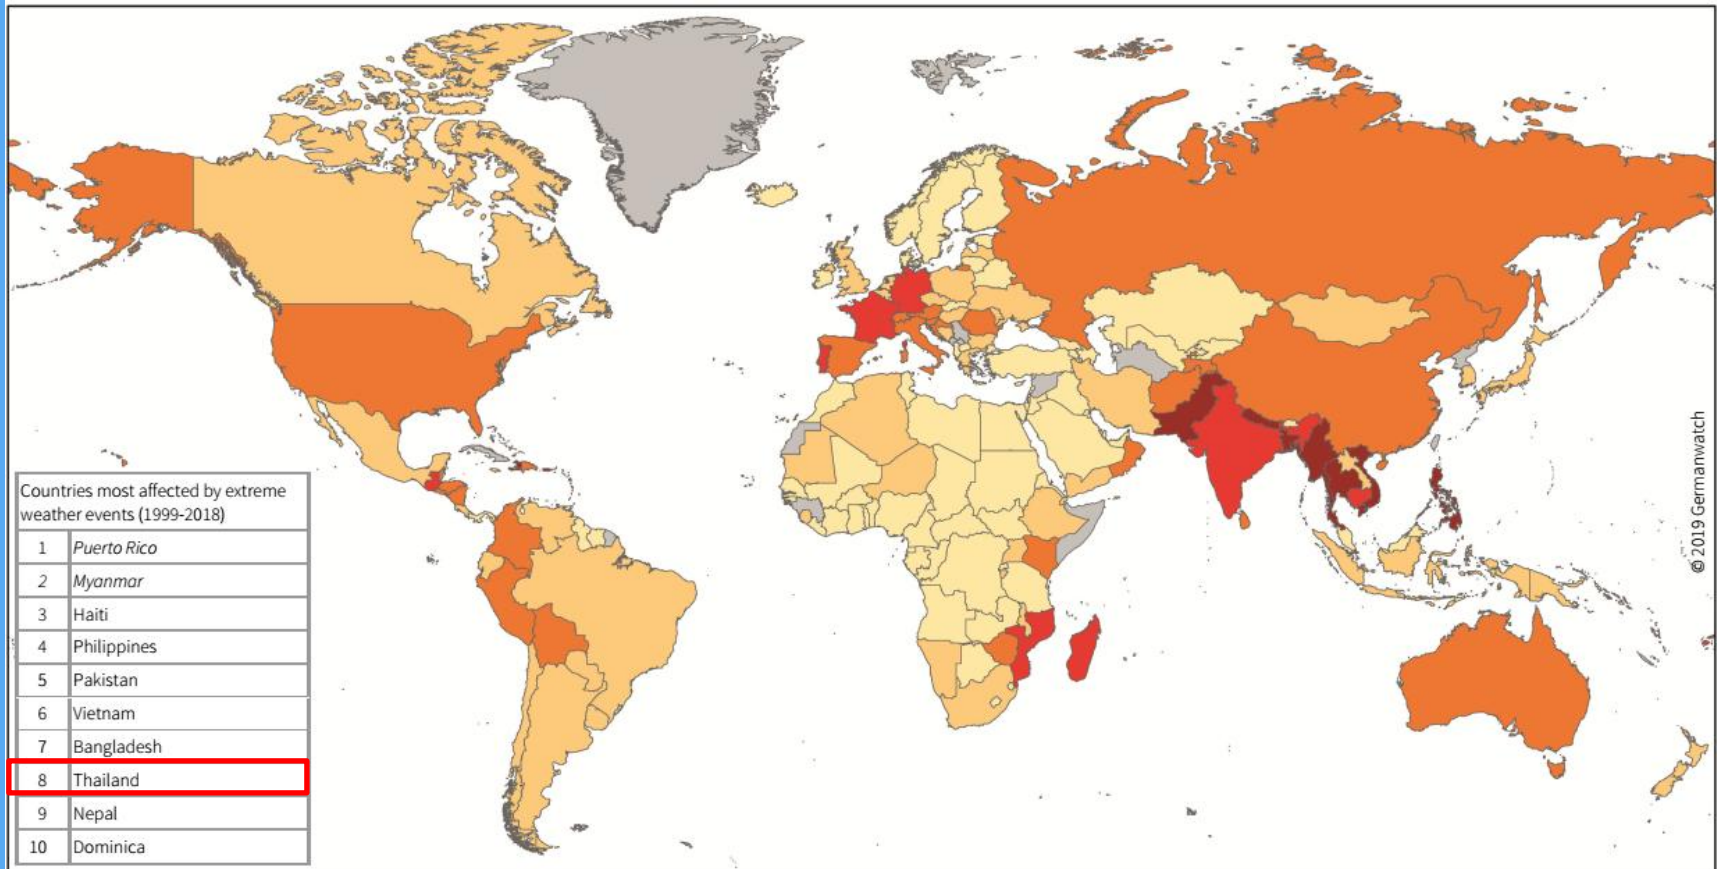 Countries most affected by extreme
weather events (1999-2018)
1 Puerto Rico
2 Myanmar
3 Haiti
4 Philippines
5 Pakistan
6 Vietnam
7 Bangladesh
8 Thailand
9 Nepal
10 Dominica
© 2019 Germanwatch